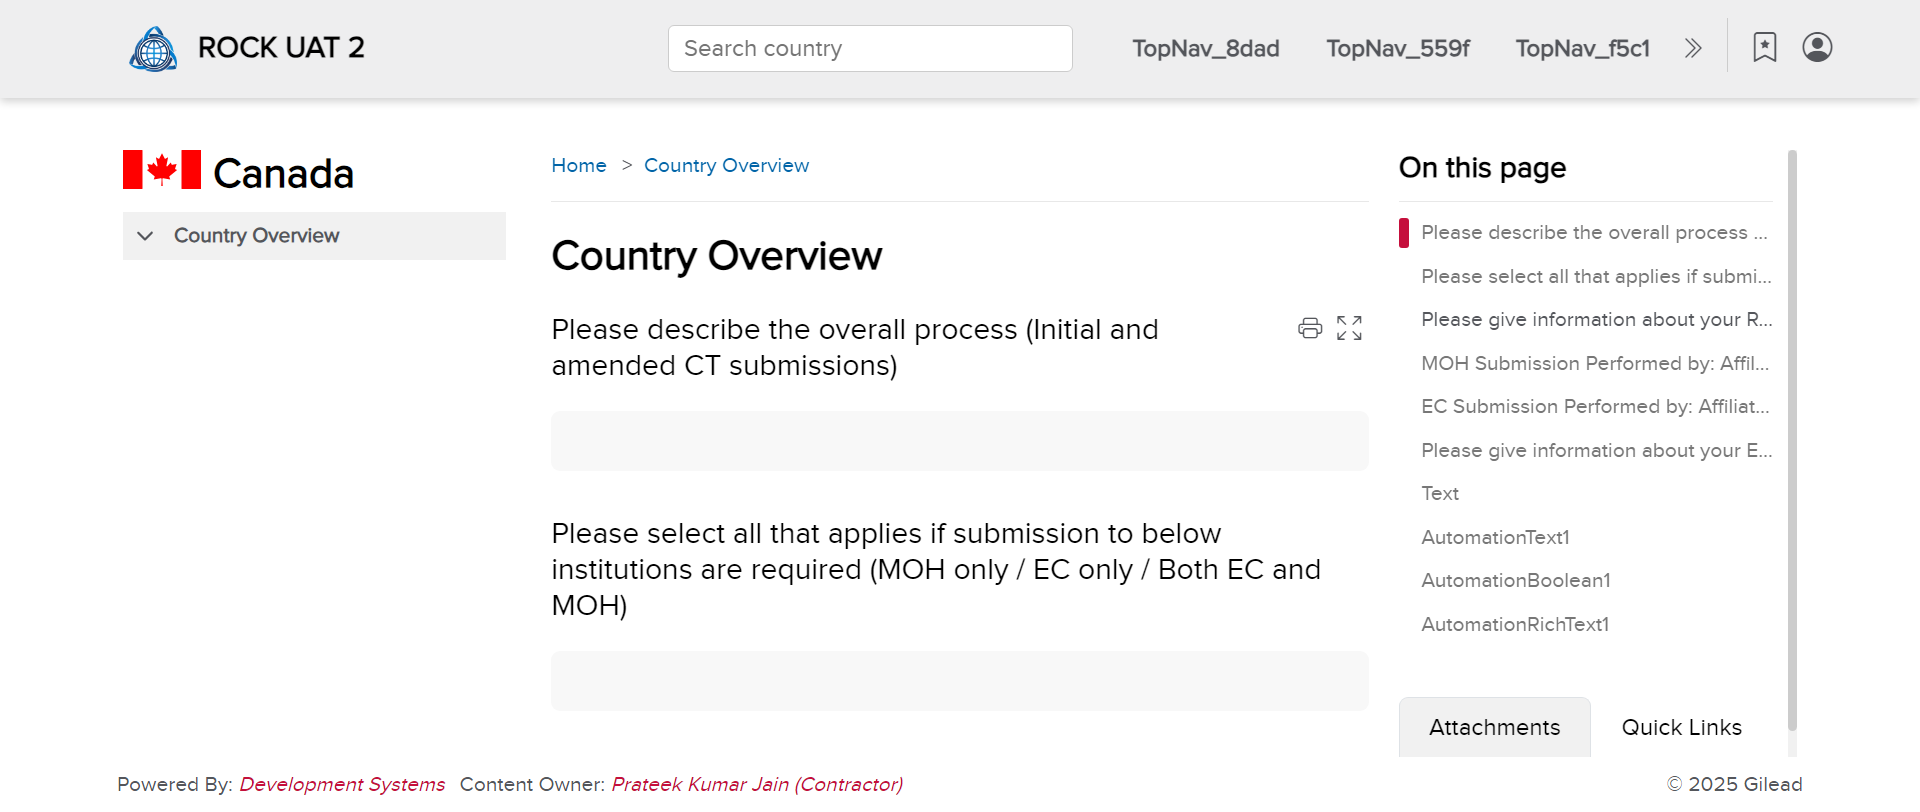 ROCK UAT 2
Search country
TopNav_8dad
TopNav_559f
TopNav_f5c1
Canada
Country Overview
Home > Country Overview
Country Overview
Please describe the overall process (Initial and
amended CT submissions)
Please select all that applies if submission to below
institutions are required (MOH only / EC only / Both EC and
MOH)
On this page
Please describe the overall process ...
Please select all that applies if submi...
Please give information about your R...
MOH Submission Performed by: Affil...
EC Submission Performed by: Affiliat...
Please give information about your E...
Text
AutomationText1
AutomationBoolean1
AutomationRichText1
Attachments
Quick Links
Powered By: Development Systems Content Owner: Prateek Kumar Jain (Contractor)
© 2025 Gilead